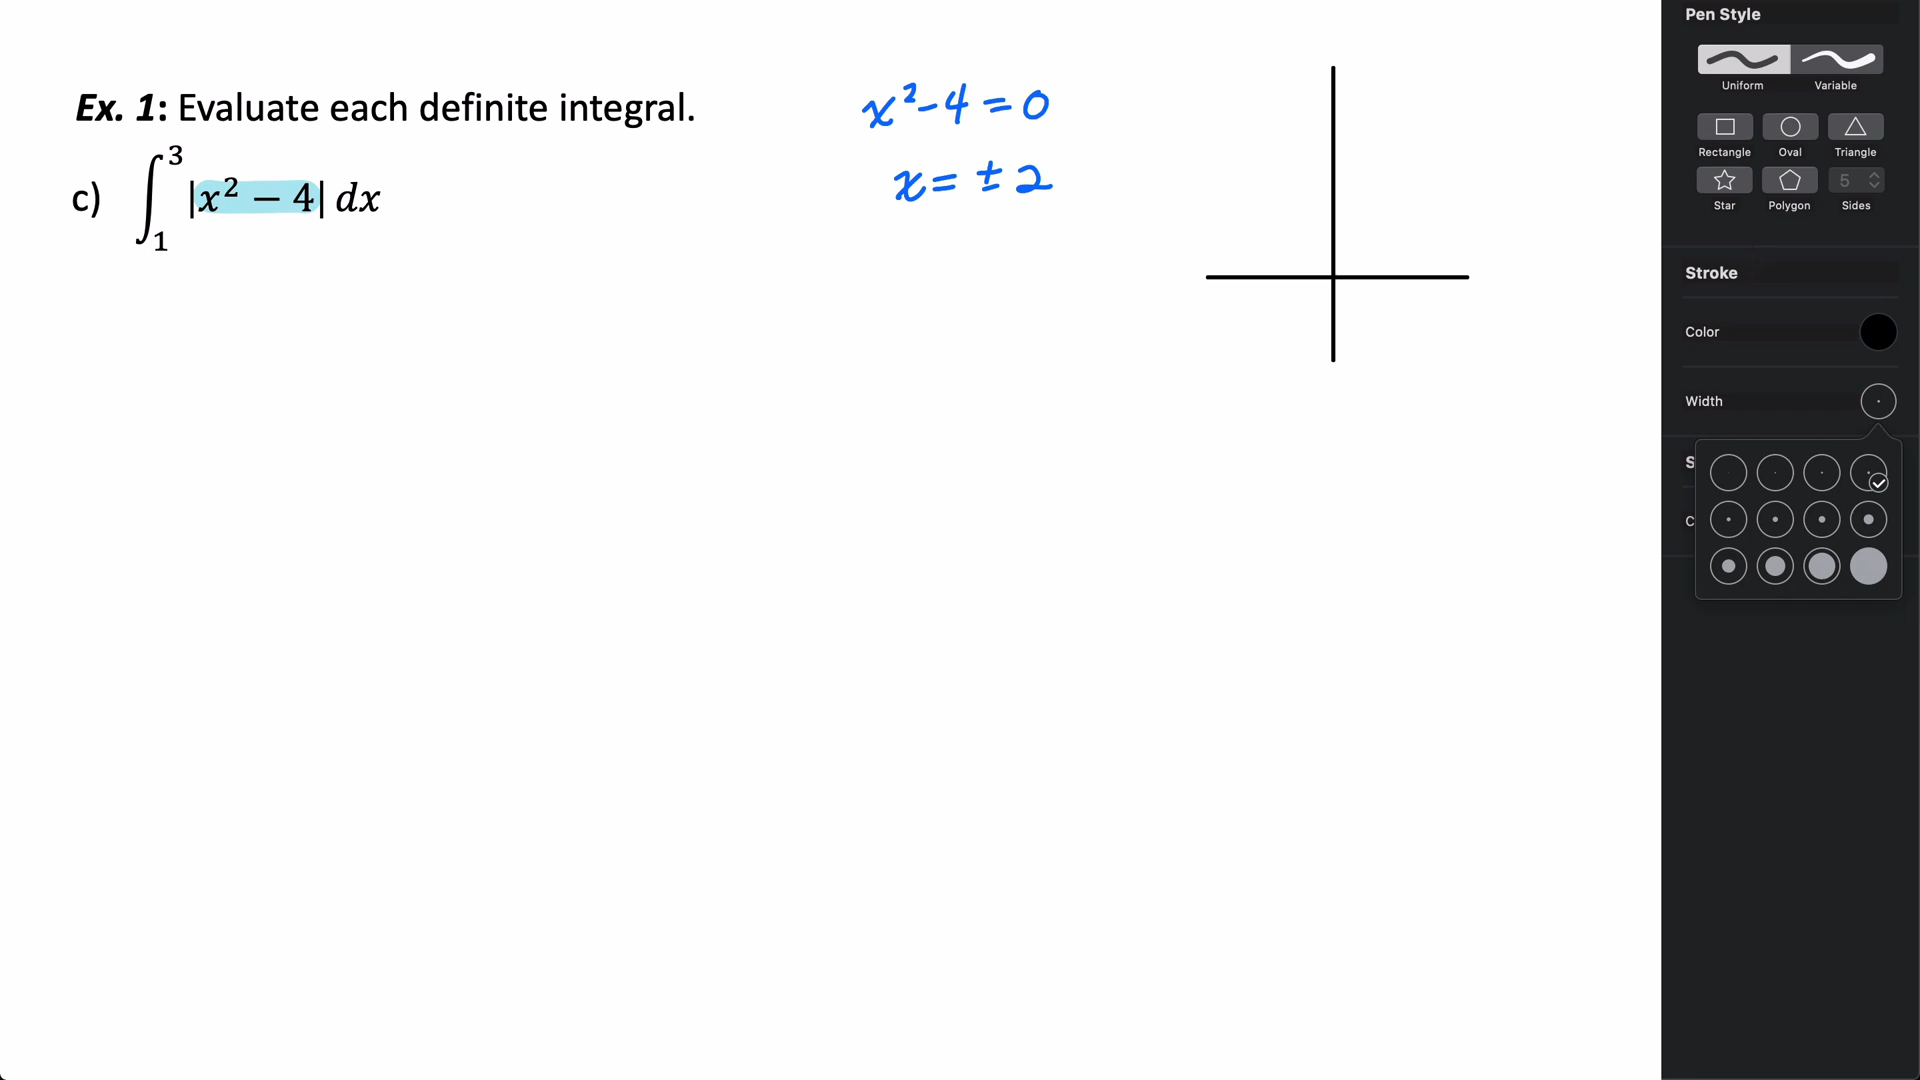 Ex. 1: Evaluate each definite integral.
c) ∫₁³ |x² − 4| dx
x² − 4 = 0
x = ± 2
Pen Style
Uniform Variable
Rectangle Oval Triangle
5
Star Polygon Sides
Stroke
Color
Width
S
C